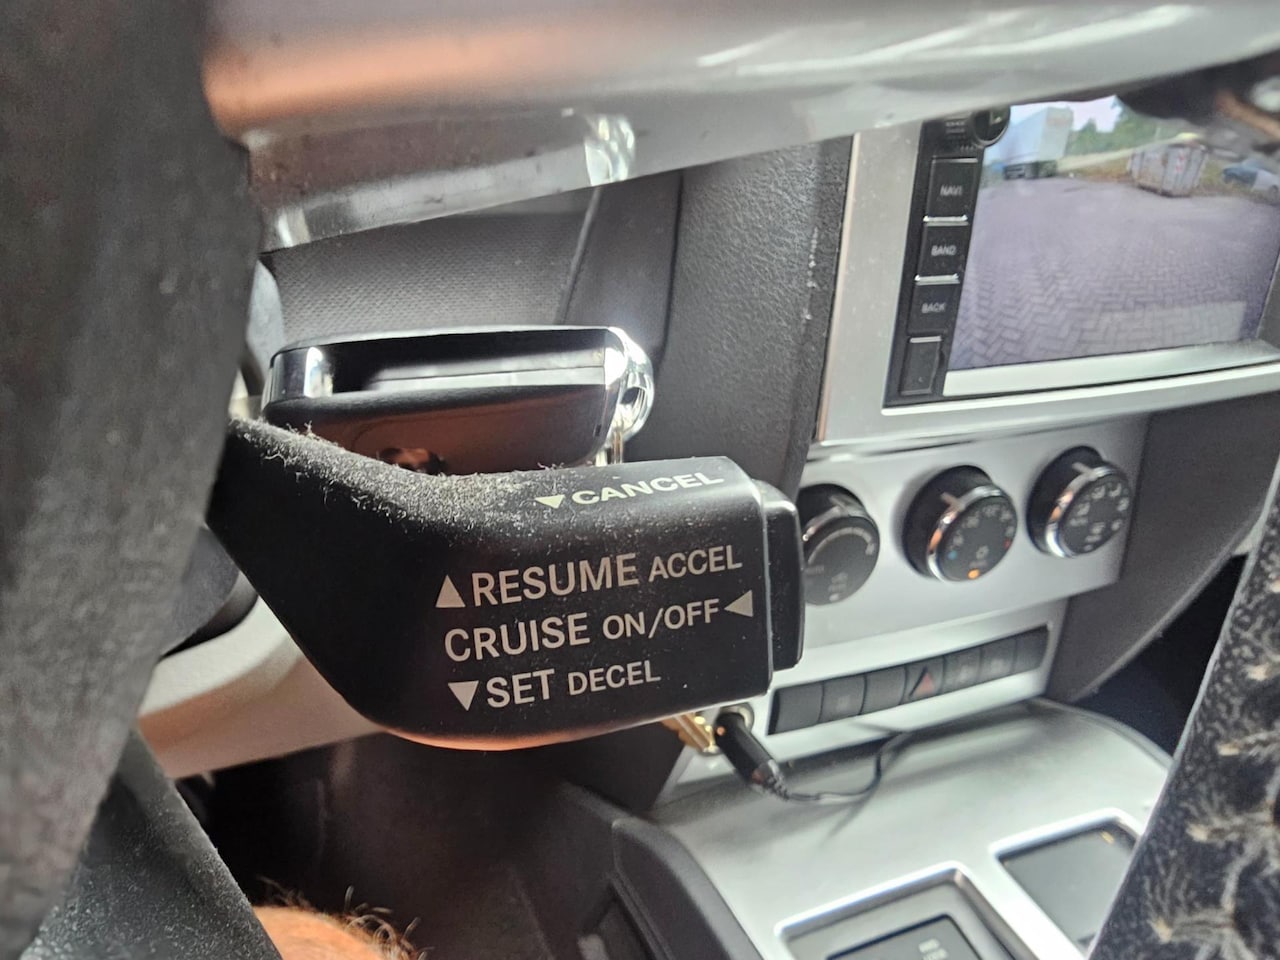 NAVI
BAND
BACK
▼CANCEL
▲RESUME ACCEL
CRUISE ON/OFF◀
▼SET DECEL